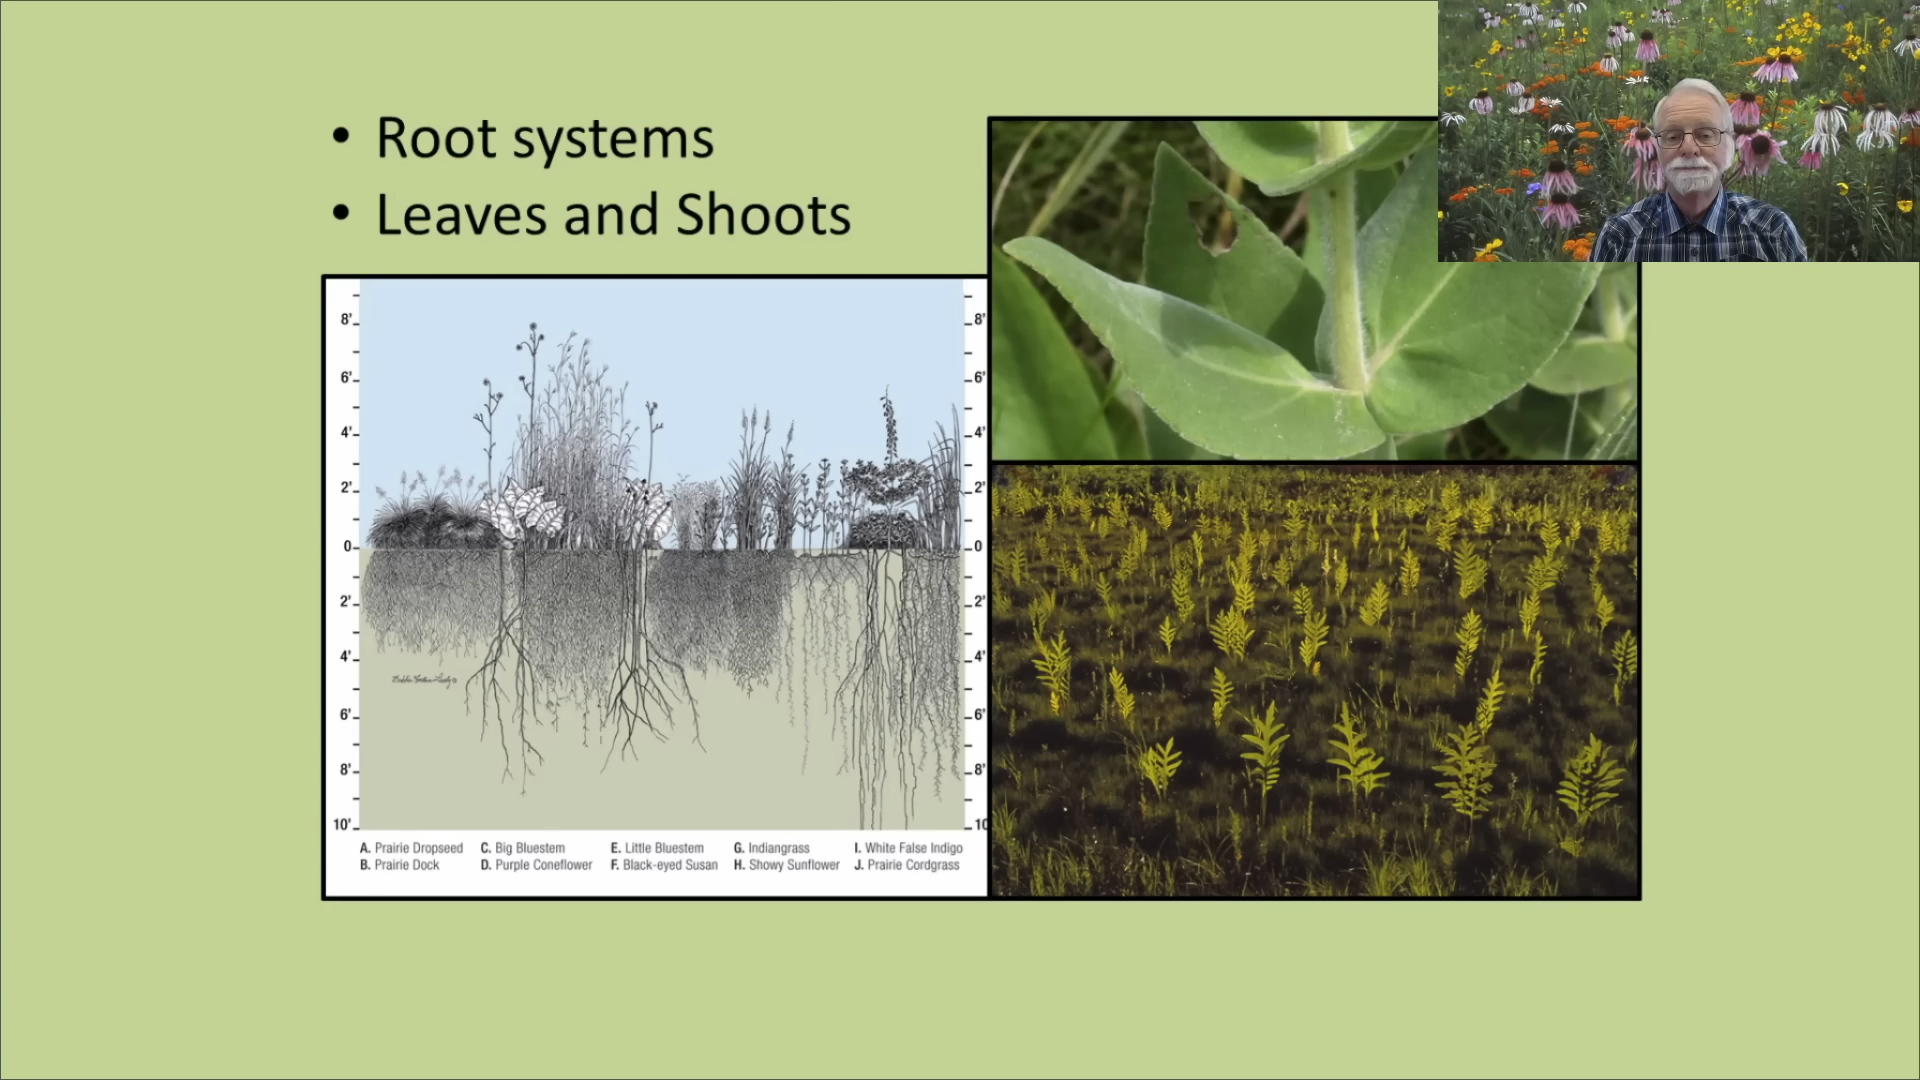 • Root systems
• Leaves and Shoots
8' 8'
6' 6'
4' 4'
2' 2'
0 0
2' 2'
4' 4'
6' 6'
8' 8'
10' 10
A. Prairie Dropseed C. Big Bluestem E. Little Bluestem G. Indiangrass I. White False Indigo
B. Prairie Dock D. Purple Coneflower F. Black-eyed Susan H. Showy Sunflower J. Prairie Cordgrass